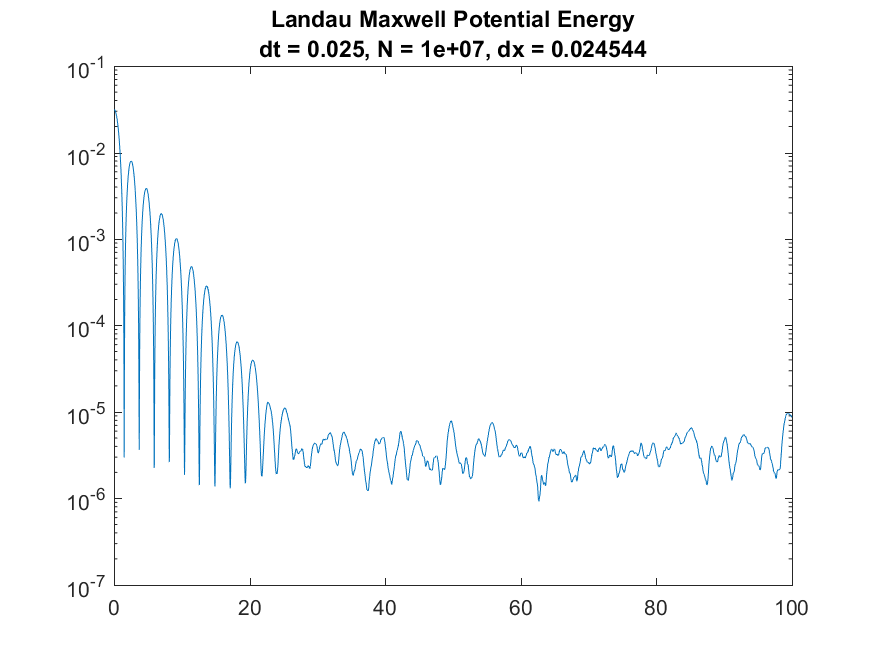 Landau Maxwell Potential Energy
dt = 0.025, N = 1e+07, dx = 0.024544
10⁻¹
10⁻²
10⁻³
10⁻⁴
10⁻⁵
10⁻⁶
10⁻⁷
0 20 40 60 80 100